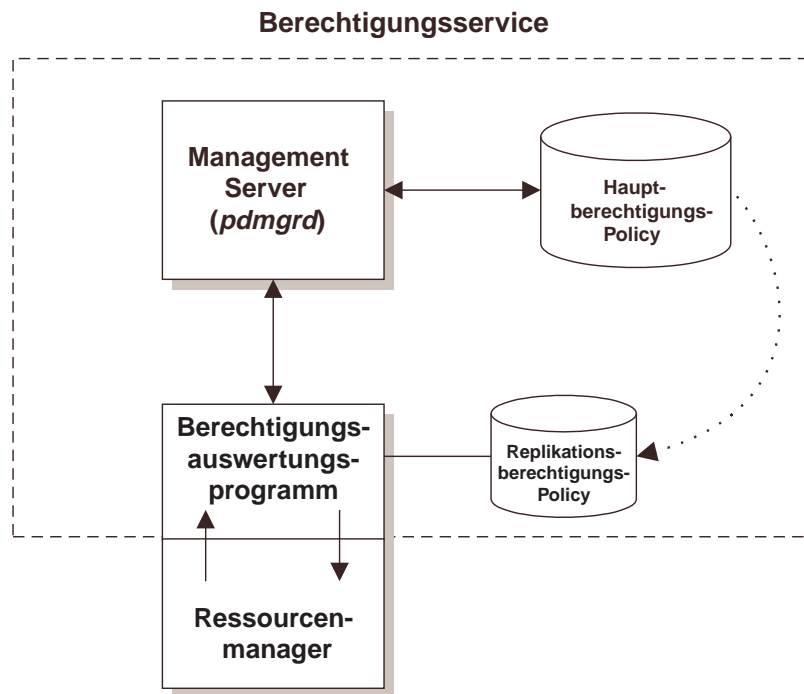 Berechtigungsservice
Management
Server
(pdmgrd)
Haupt-
berechtigungs-
Policy
Berechtigungs-
auswertungs-
programm
Replikations-
berechtigungs-
Policy
Ressourcen-
manager